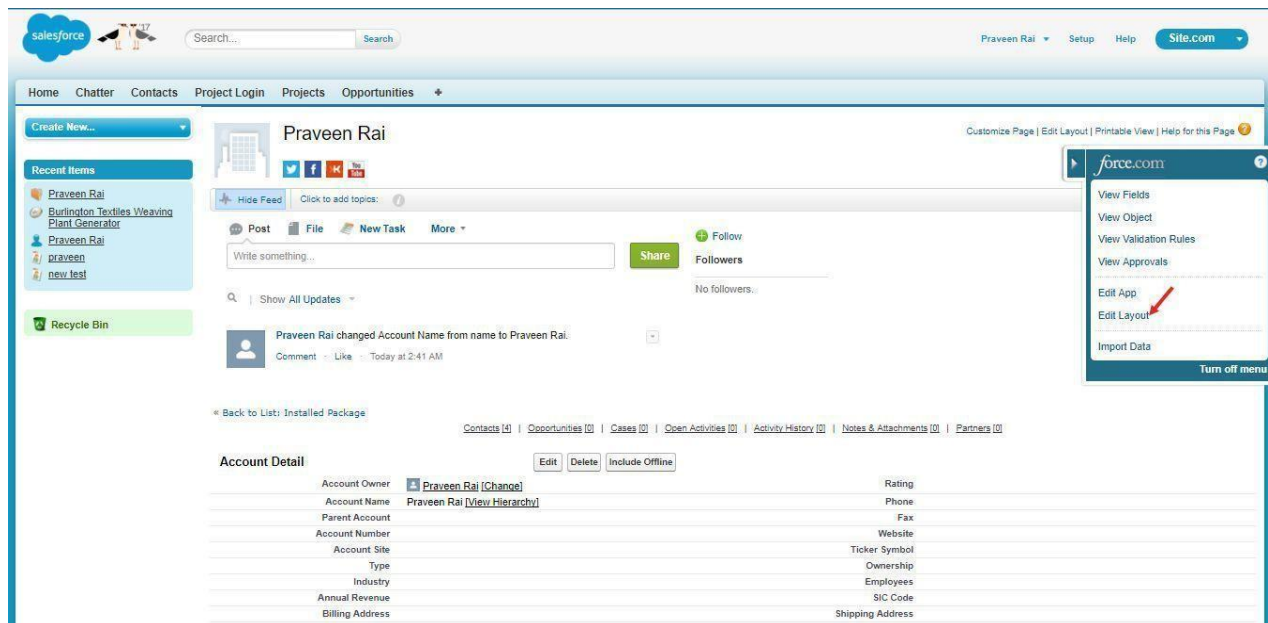 salesforce
'17
Search...
Search
Praveen Rai
Setup
Help
Site.com
Home Chatter Contacts Project Login Projects Opportunities +
Create New...
Recent Items
Praveen Rai
Burlington Textiles Weaving
Plant Generator
Praveen Rai
praveen
new test
Recycle Bin
Praveen Rai
Customize Page | Edit Layout | Printable View | Help for this Page ?
f K You
Tube
Hide Feed Click to add topics: i
Post File New Task More
Write something...
Share
Show All Updates
Praveen Rai changed Account Name from name to Praveen Rai.
Comment · Like · Today at 2:41 AM
Follow
Followers
No followers.
force.com ?
View Fields
View Object
View Validation Rules
View Approvals
Edit App
Edit Layout
Import Data
Turn off menu
« Back to List: Installed Package
Contacts [4] | Opportunities [0] | Cases [0] | Open Activities [0] | Activity History [0] | Notes & Attachments [0] | Partners [0]
Account Detail Edit Delete Include Offline
Account Owner Praveen Rai [Change] Rating
Account Name Praveen Rai [View Hierarchy] Phone
Parent Account Fax
Account Number Website
Account Site Ticker Symbol
Type Ownership
Industry Employees
Annual Revenue SIC Code
Billing Address Shipping Address